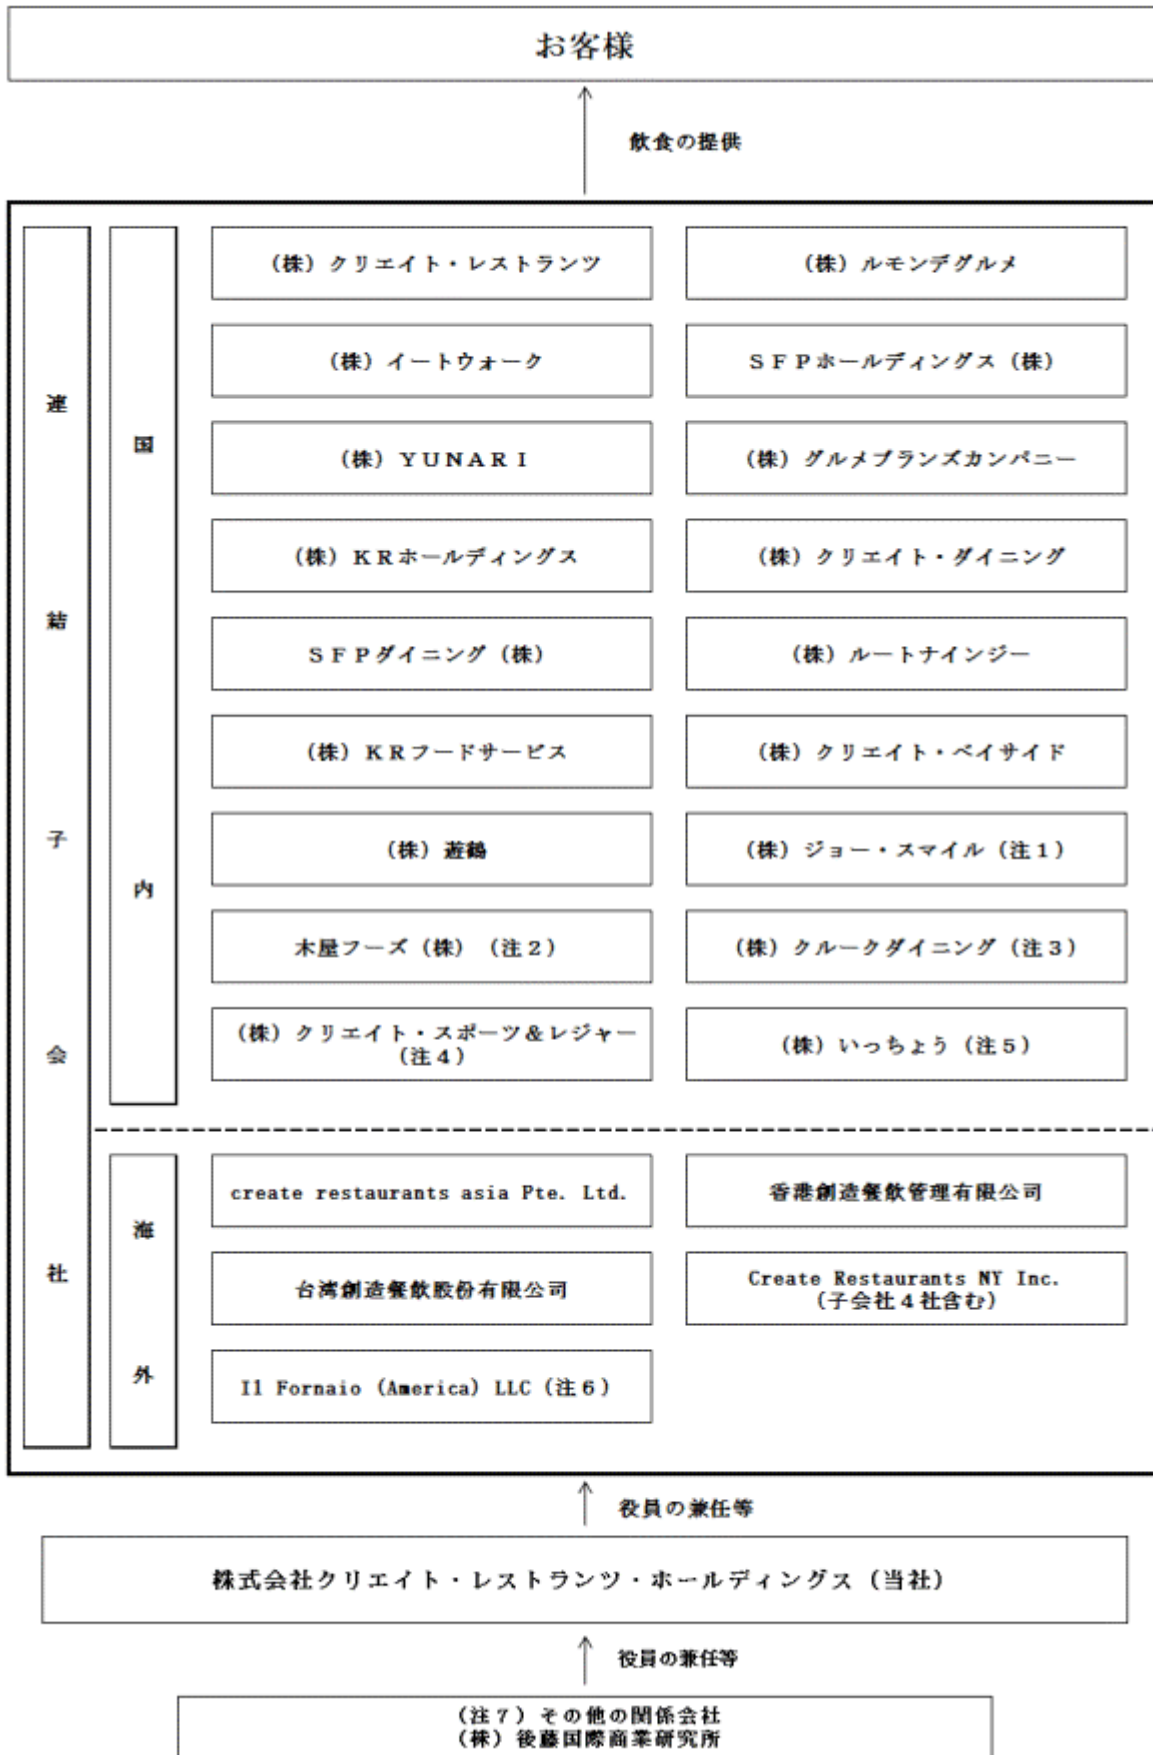 お客様
飲食の提供
連結子会社
国内
(株)クリエイト・レストランツ
(株)ルモンデグルメ
(株)イートウォーク
SFPホールディングス(株)
(株)YUNARI
(株)グルメブランズカンパニー
(株)KRホールディングス
(株)クリエイト・ダイニング
SFPダイニング(株)
(株)ルートナインジー
(株)KRフードサービス
(株)クリエイト・ベイサイド
(株)遊鶴
(株)ジョー・スマイル(注1)
木屋フーズ(株)(注2)
(株)クルークダイニング(注3)
(株)クリエイト・スポーツ&レジャー
(注4)
(株)いっちょう(注5)
海外
create restaurants asia Pte. Ltd.
香港創造餐飲管理有限公司
台湾創造餐飲股份有限公司
Create Restaurants NY Inc.
(子会社4社含む)
Il Fornaio (America) LLC(注6)
役員の兼任等
株式会社クリエイト・レストランツ・ホールディングス(当社)
役員の兼任等
(注7)その他の関係会社
(株)後藤国際商業研究所